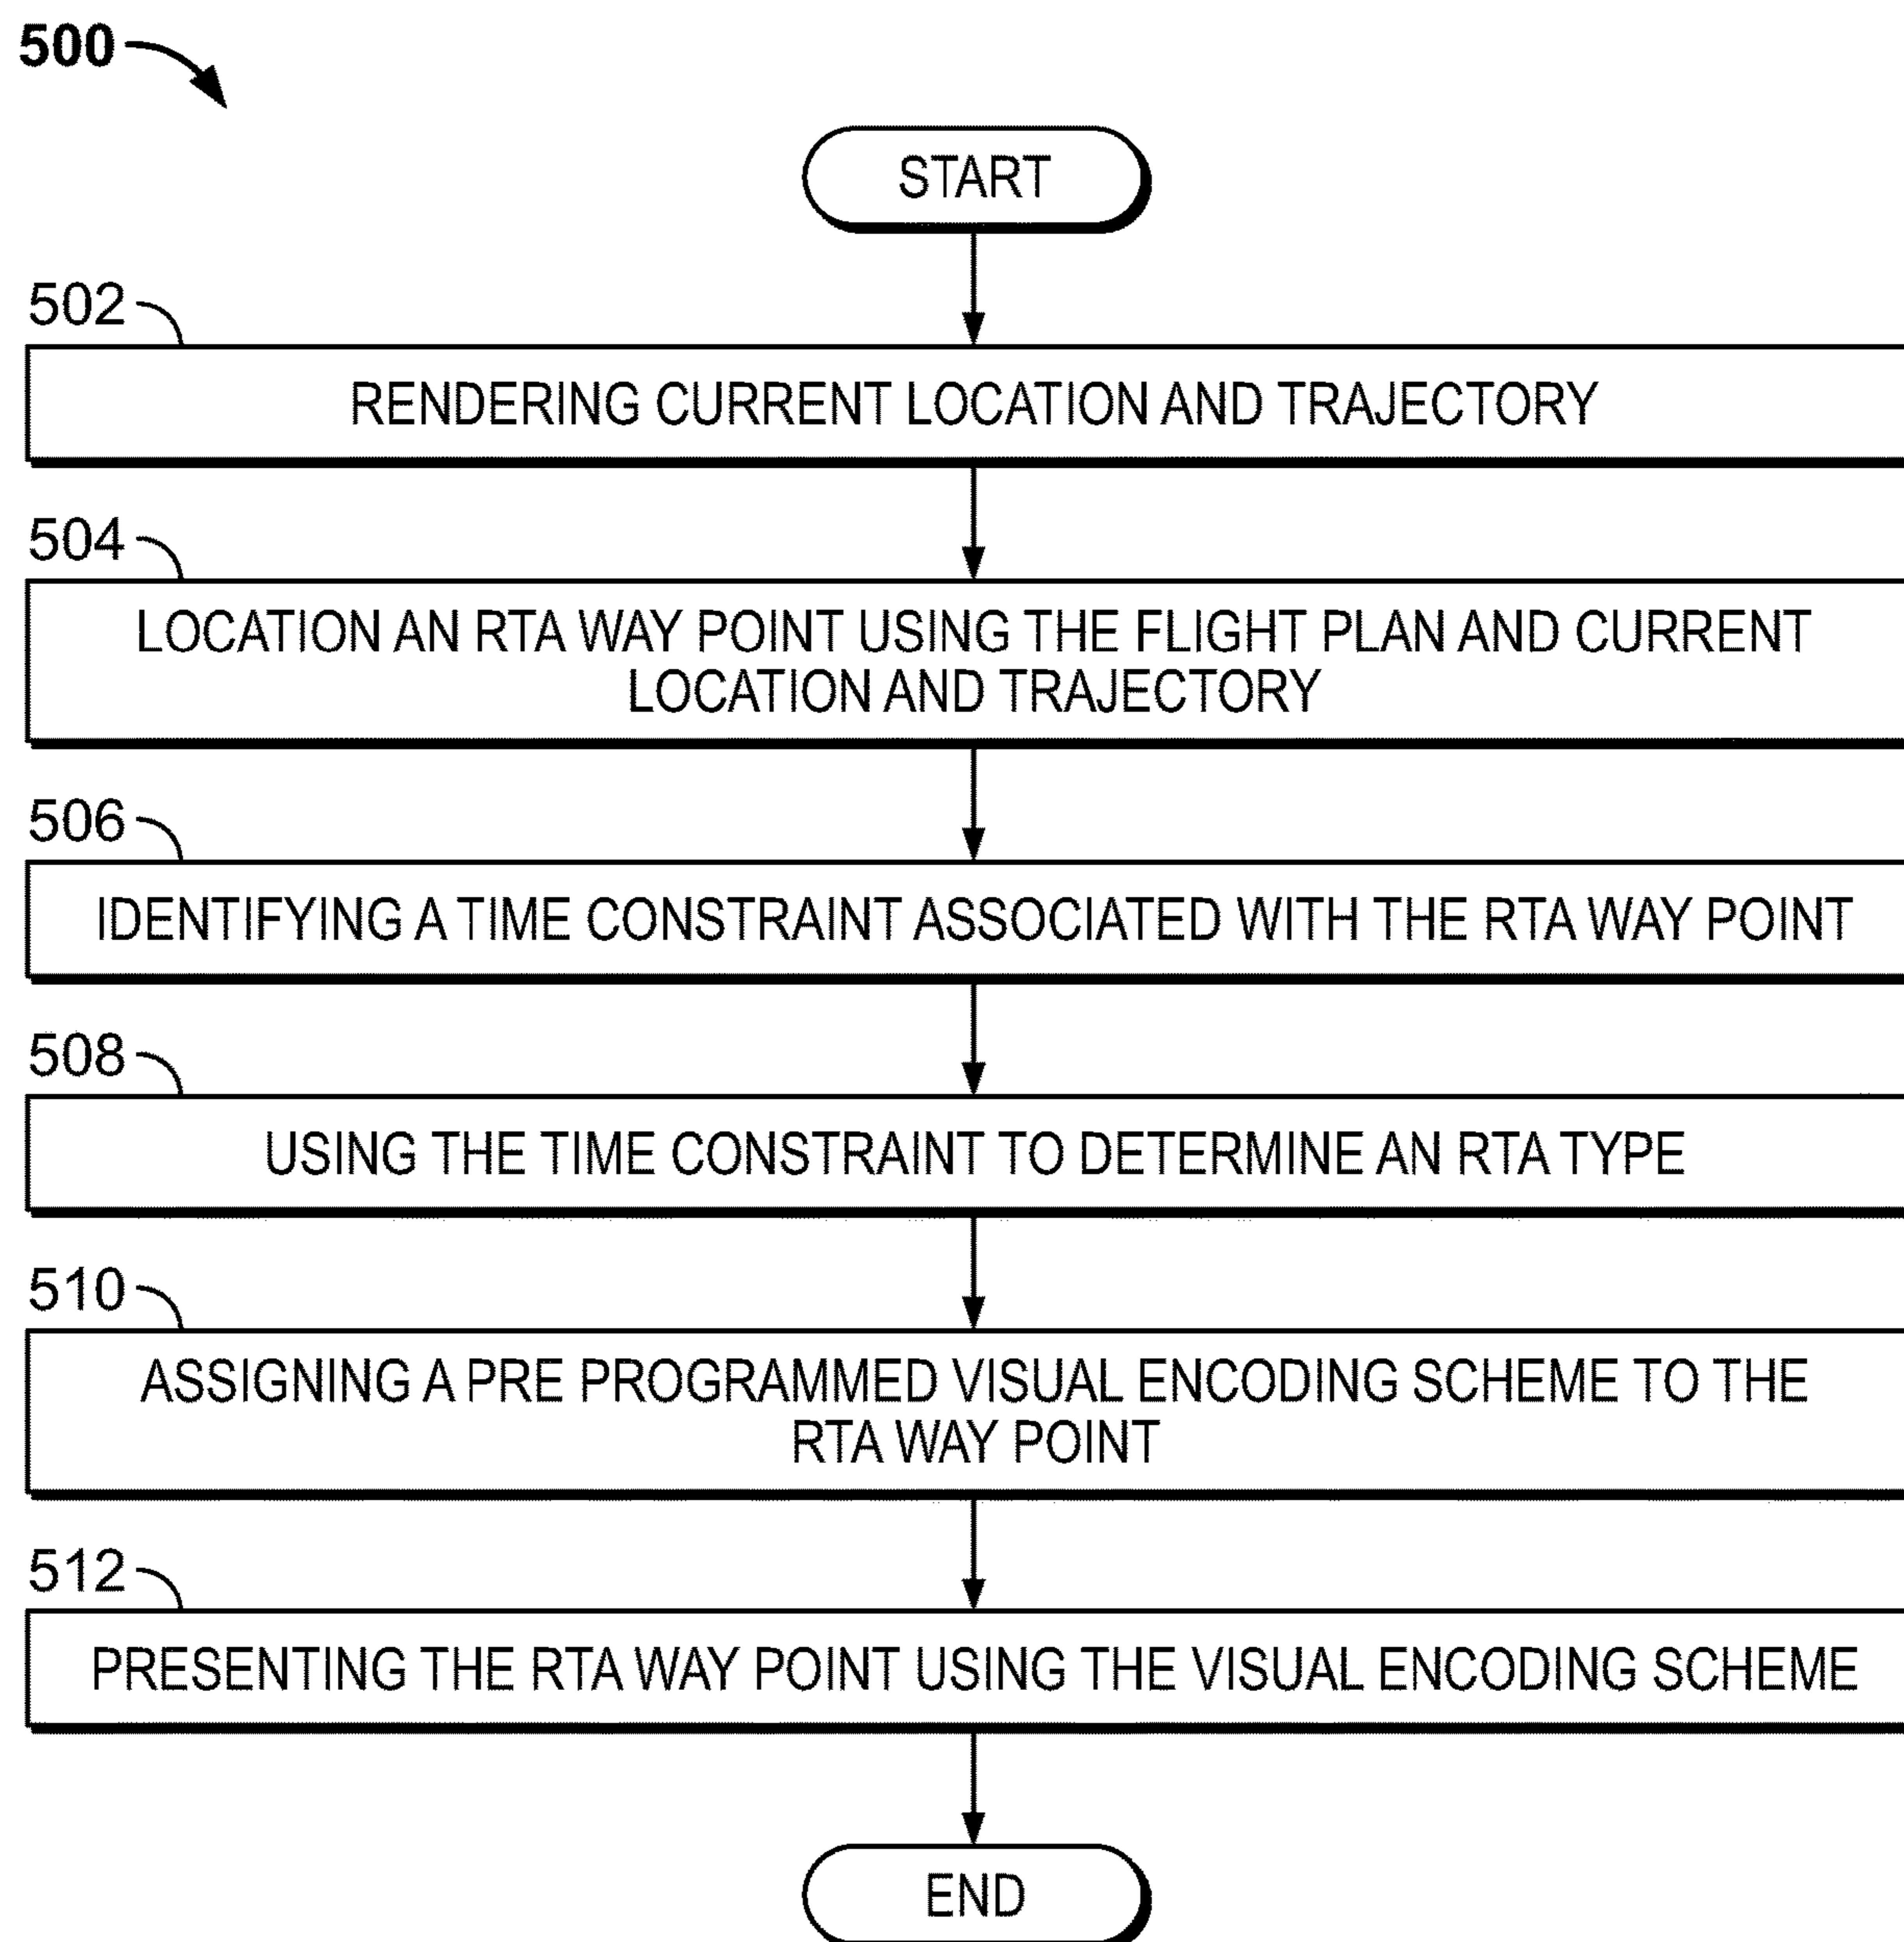 500
START
502
RENDERING CURRENT LOCATION AND TRAJECTORY
504
LOCATION AN RTA WAY POINT USING THE FLIGHT PLAN AND CURRENT
LOCATION AND TRAJECTORY
506
IDENTIFYING A TIME CONSTRAINT ASSOCIATED WITH THE RTA WAY POINT
508
USING THE TIME CONSTRAINT TO DETERMINE AN RTA TYPE
510
ASSIGNING A PRE PROGRAMMED VISUAL ENCODING SCHEME TO THE
RTA WAY POINT
512
PRESENTING THE RTA WAY POINT USING THE VISUAL ENCODING SCHEME
END